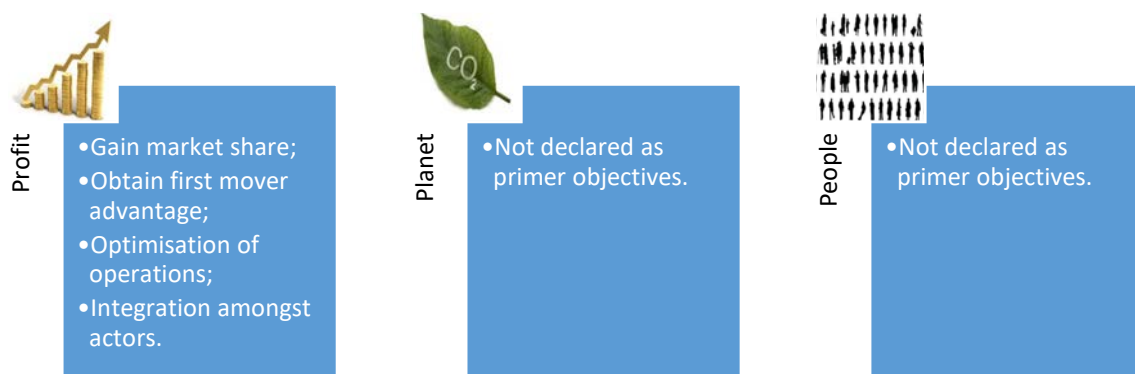 Profit
•Gain market share;
•Obtain first mover
advantage;
•Optimisation of
operations;
•Integration amongst
actors.
CO2
Planet
•Not declared as
primer objectives.
People
•Not declared as
primer objectives.